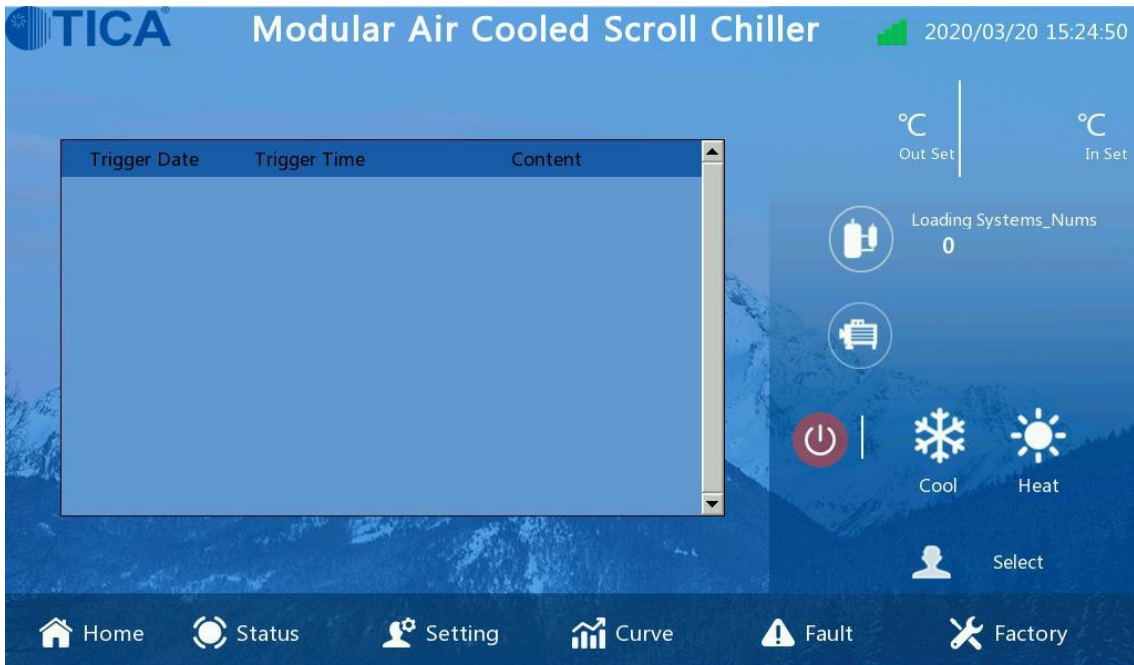 TICA®
Modular Air Cooled Scroll Chiller
2020/03/20 15:24:50
℃ ℃
Out Set In Set
Trigger Date Trigger Time Content
Loading Systems_Nums
0
Cool Heat
Select
Home Status Setting Curve Fault Factory